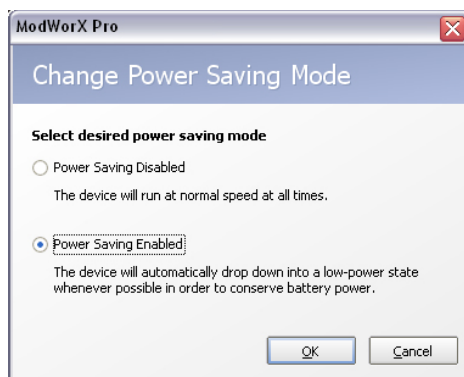 ModWorX Pro
Change Power Saving Mode
Select desired power saving mode
Power Saving Disabled
The device will run at normal speed at all times.
Power Saving Enabled
The device will automatically drop down into a low-power state
whenever possible in order to conserve battery power.
OK
Cancel